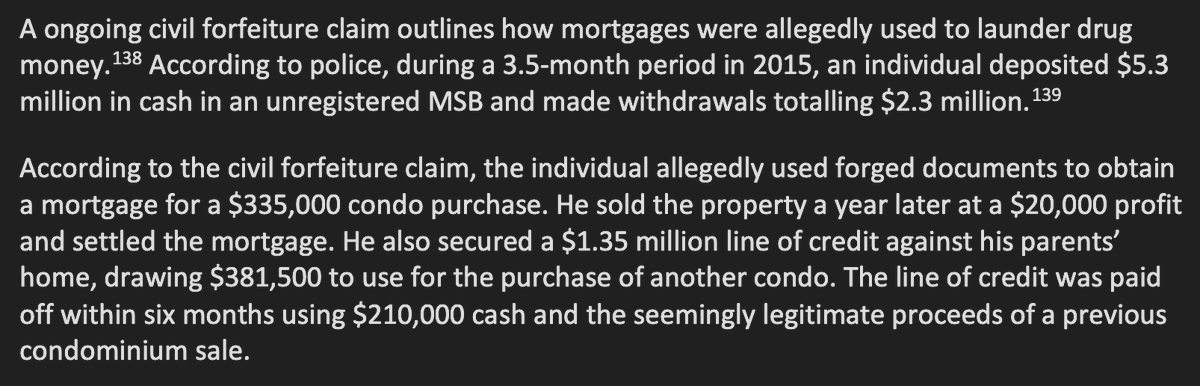 A ongoing civil forfeiture claim outlines how mortgages were allegedly used to launder drug
money.¹³⁸ According to police, during a 3.5-month period in 2015, an individual deposited $5.3
million in cash in an unregistered MSB and made withdrawals totalling $2.3 million.¹³⁹
According to the civil forfeiture claim, the individual allegedly used forged documents to obtain
a mortgage for a $335,000 condo purchase. He sold the property a year later at a $20,000 profit
and settled the mortgage. He also secured a $1.35 million line of credit against his parents’
home, drawing $381,500 to use for the purchase of another condo. The line of credit was paid
off within six months using $210,000 cash and the seemingly legitimate proceeds of a previous
condominium sale.